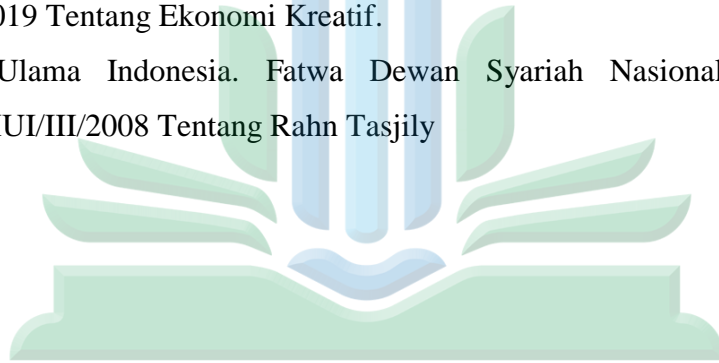 019 Tentang Ekonomi Kreatif.
Ulama Indonesia. Fatwa Dewan Syariah Nasional
IUI/III/2008 Tentang Rahn Tasjily